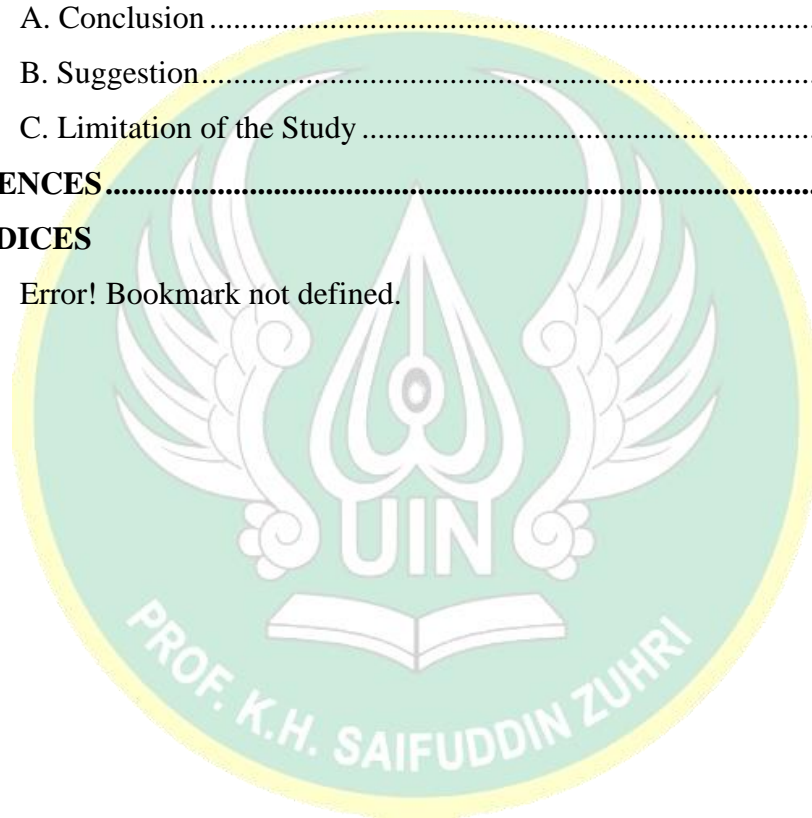 A. Conclusion ................................................................................
B. Suggestion ................................................................................
C. Limitation of the Study ................................................................
ENCES ................................................................................
DICES
Error! Bookmark not defined.
UIN
PROF. K.H. SAIFUDDIN ZUHRI